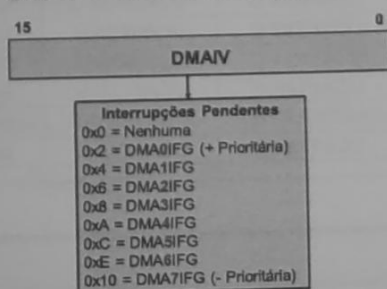 15 0
DMAIV
Interrupções Pendentes
0x0 = Nenhuma
0x2 = DMA0IFG (+ Prioritária)
0x4 = DMA1IFG
0x6 = DMA2IFG
0x8 = DMA3IFG
0xA = DMA4IFG
0xC = DMA5IFG
0xE = DMA6IFG
0x10 = DMA7IFG (- Prioritária)